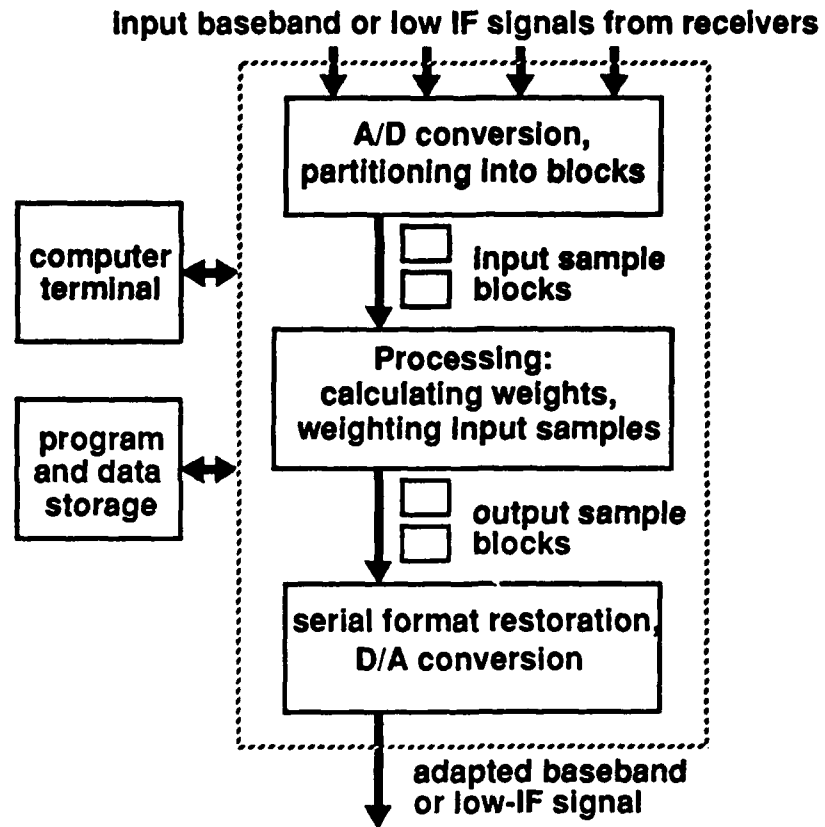 input baseband or low IF signals from receivers
A/D conversion,
partitioning into blocks
computer
terminal
input sample
blocks
Processing:
calculating weights,
weighting input samples
program
and data
storage
output sample
blocks
serial format restoration,
D/A conversion
adapted baseband
or low-IF signal